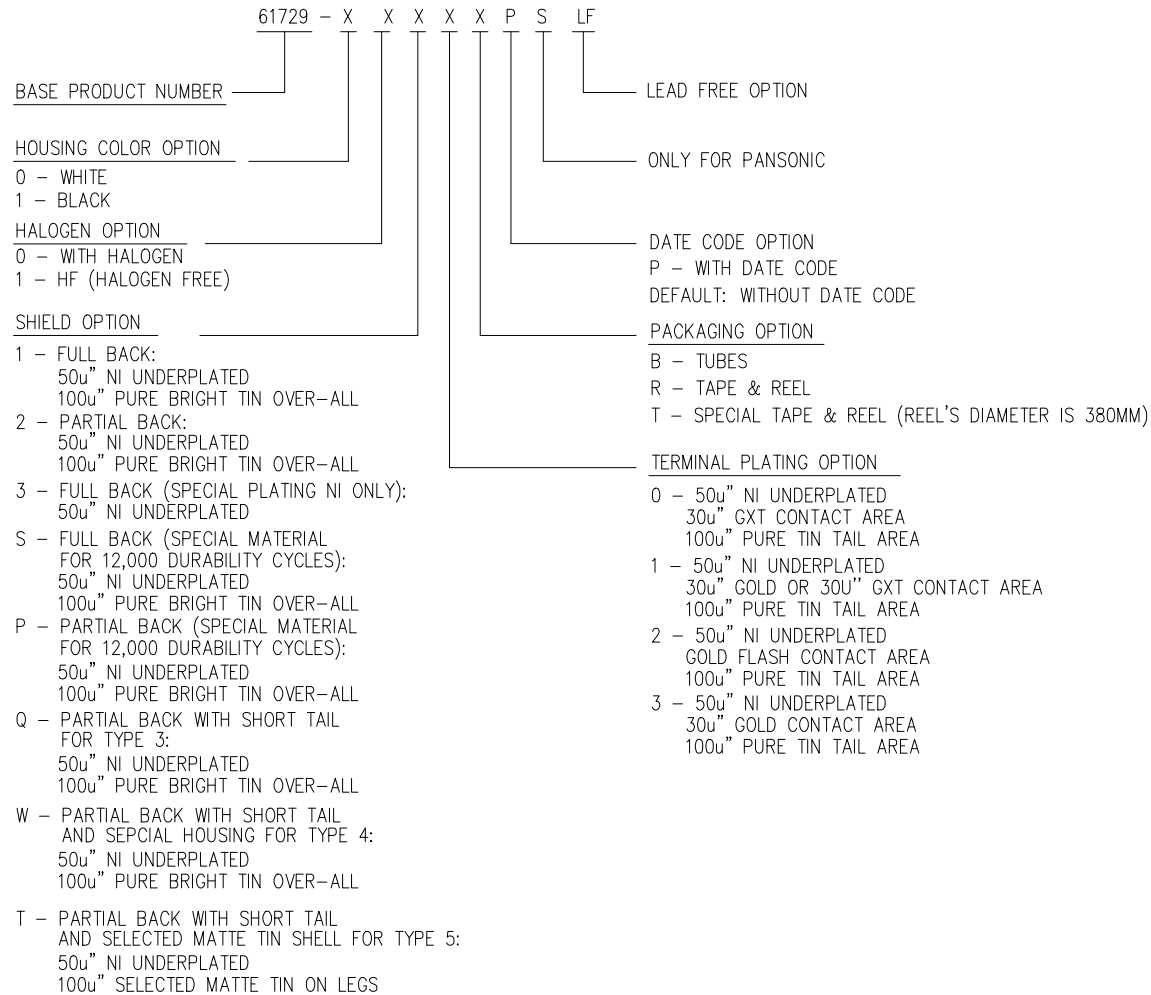 61729 - X X X X X P S LF
BASE PRODUCT NUMBER
HOUSING COLOR OPTION
0 - WHITE
1 - BLACK
HALOGEN OPTION
0 - WITH HALOGEN
1 - HF (HALOGEN FREE)
SHIELD OPTION
1 - FULL BACK:
50u" NI UNDERPLATED
100u" PURE BRIGHT TIN OVER-ALL
2 - PARTIAL BACK:
50u" NI UNDERPLATED
100u" PURE BRIGHT TIN OVER-ALL
3 - FULL BACK (SPECIAL PLATING NI ONLY):
50u" NI UNDERPLATED
S - FULL BACK (SPECIAL MATERIAL
FOR 12,000 DURABILITY CYCLES):
50u" NI UNDERPLATED
100u" PURE BRIGHT TIN OVER-ALL
P - PARTIAL BACK (SPECIAL MATERIAL
FOR 12,000 DURABILITY CYCLES):
50u" NI UNDERPLATED
100u" PURE BRIGHT TIN OVER-ALL
Q - PARTIAL BACK WITH SHORT TAIL
FOR TYPE 3:
50u" NI UNDERPLATED
100u" PURE BRIGHT TIN OVER-ALL
W - PARTIAL BACK WITH SHORT TAIL
AND SEPCIAL HOUSING FOR TYPE 4:
50u" NI UNDERPLATED
100u" PURE BRIGHT TIN OVER-ALL
T - PARTIAL BACK WITH SHORT TAIL
AND SELECTED MATTE TIN SHELL FOR TYPE 5:
50u" NI UNDERPLATED
100u" SELECTED MATTE TIN ON LEGS
LEAD FREE OPTION
ONLY FOR PANSONIC
DATE CODE OPTION
P - WITH DATE CODE
DEFAULT: WITHOUT DATE CODE
PACKAGING OPTION
B - TUBES
R - TAPE & REEL
T - SPECIAL TAPE & REEL (REEL'S DIAMETER IS 380MM)
TERMINAL PLATING OPTION
0 - 50u" NI UNDERPLATED
30u" GXT CONTACT AREA
100u" PURE TIN TAIL AREA
1 - 50u" NI UNDERPLATED
30u" GOLD OR 30U'' GXT CONTACT AREA
100u" PURE TIN TAIL AREA
2 - 50u" NI UNDERPLATED
GOLD FLASH CONTACT AREA
100u" PURE TIN TAIL AREA
3 - 50u" NI UNDERPLATED
30u" GOLD CONTACT AREA
100u" PURE TIN TAIL AREA